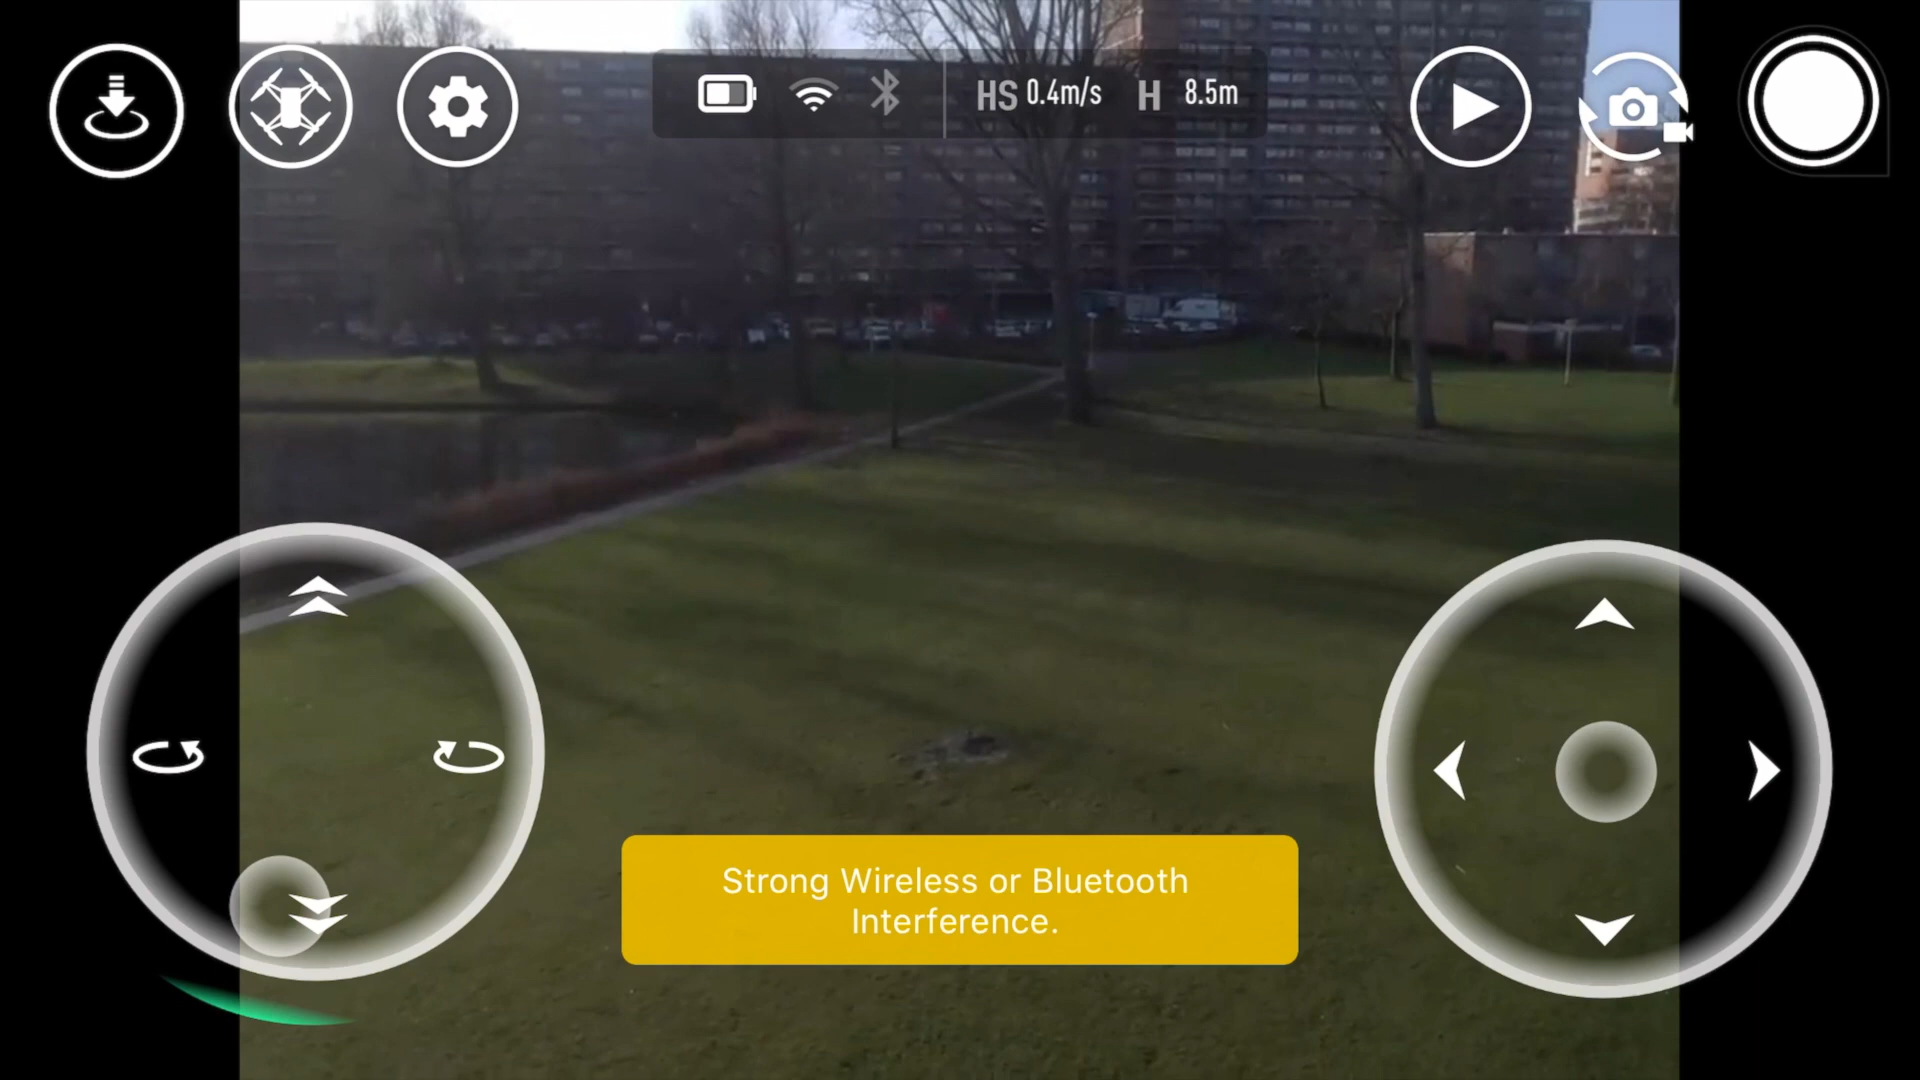 HS 0.4m/s H 8.5m
Strong Wireless or Bluetooth
Interference.